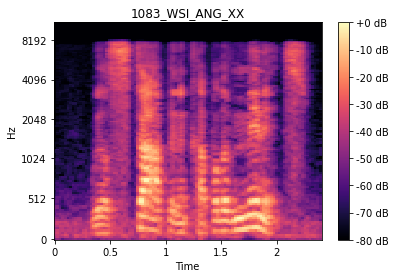 1083_WSI_ANG_XX
+0 dB
8192
-10 dB
4096
-20 dB
-30 dB
Hz
2048
-40 dB
1024
-50 dB
512
-60 dB
-70 dB
0
-80 dB
0 0.5 1 1.5 2
Time